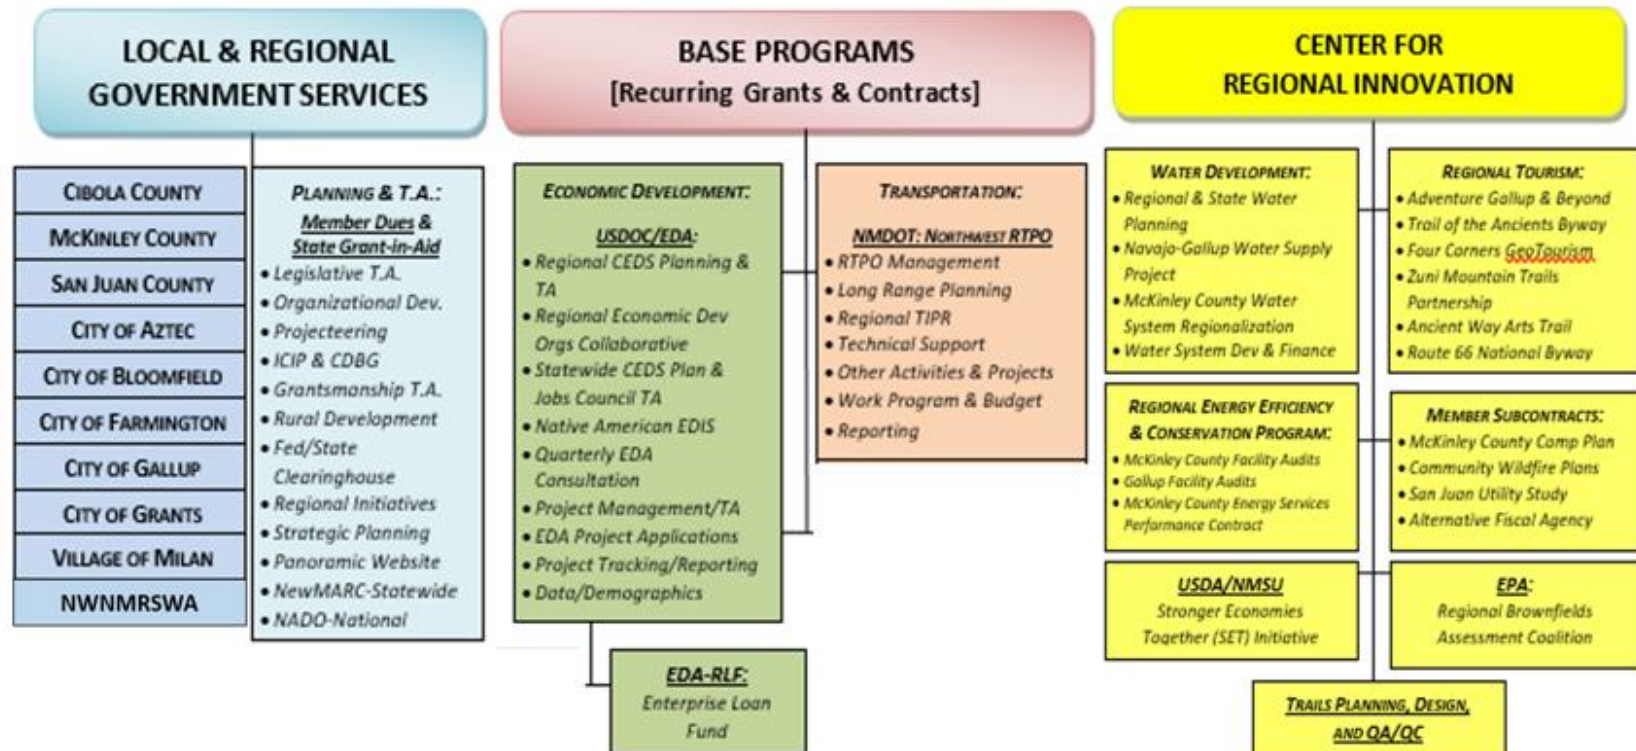 LOCAL & REGIONAL
GOVERNMENT SERVICES
CIBOLA COUNTY
MCKINLEY COUNTY
SAN JUAN COUNTY
CITY OF AZTEC
CITY OF BLOOMFIELD
CITY OF FARMINGTON
CITY OF GALLUP
CITY OF GRANTS
VILLAGE OF MILAN
NWNMRSWA
PLANNING & T.A.:
Member Dues &
State Grant-in-Aid
• Legislative T.A.
• Organizational Dev.
• Projecteering
• ICIP & CDBG
• Grantsmanship T.A.
• Rural Development
• Fed/State
Clearinghouse
• Regional Initiatives
• Strategic Planning
• Panoramic Website
• NewMARC-Statewide
• NADO-National
BASE PROGRAMS
[Recurring Grants & Contracts]
ECONOMIC DEVELOPMENT:
USDOC/EDA:
• Regional CEDS Planning &
TA
• Regional Economic Dev
Orgs Collaborative
• Statewide CEDS Plan &
Jobs Council TA
• Native American EDIS
• Quarterly EDA
Consultation
• Project Management/TA
• EDA Project Applications
• Project Tracking/Reporting
• Data/Demographics
EDA-RLF:
Enterprise Loan
Fund
TRANSPORTATION:
NMDOT: NORTHWEST RTPO
• RTPO Management
• Long Range Planning
• Regional TIPR
• Technical Support
• Other Activities & Projects
• Work Program & Budget
• Reporting
CENTER FOR
REGIONAL INNOVATION
WATER DEVELOPMENT:
• Regional & State Water
Planning
• Navajo-Gallup Water Supply
Project
• McKinley County Water
System Regionalization
• Water System Dev & Finance
REGIONAL TOURISM:
• Adventure Gallup & Beyond
• Trail of the Ancients Byway
• Four Corners GeoTourism
• Zuni Mountain Trails
Partnership
• Ancient Way Arts Trail
• Route 66 National Byway
REGIONAL ENERGY EFFICIENCY
& CONSERVATION PROGRAM:
• McKinley County Facility Audits
• Gallup Facility Audits
• McKinley County Energy Services
Performance Contract
MEMBER SUBCONTRACTS:
• McKinley County Comp Plan
• Community Wildfire Plans
• San Juan Utility Study
• Alternative Fiscal Agency
USDA/NMSU
Stronger Economies
Together (SET) Initiative
EPA:
Regional Brownfields
Assessment Coalition
TRAILS PLANNING, DESIGN,
AND QA/QC